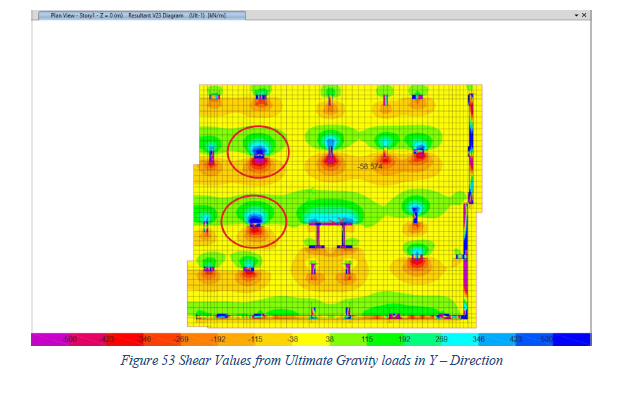 Plan View - Story1 - Z = 0 (m) Resultant V23 Diagram (Ult-1) [kN/m]
-58.574
-500 -423 -346 -269 -192 -115 -38 38 115 192 269 346 423 500
Figure 53 Shear Values from Ultimate Gravity loads in Y – Direction